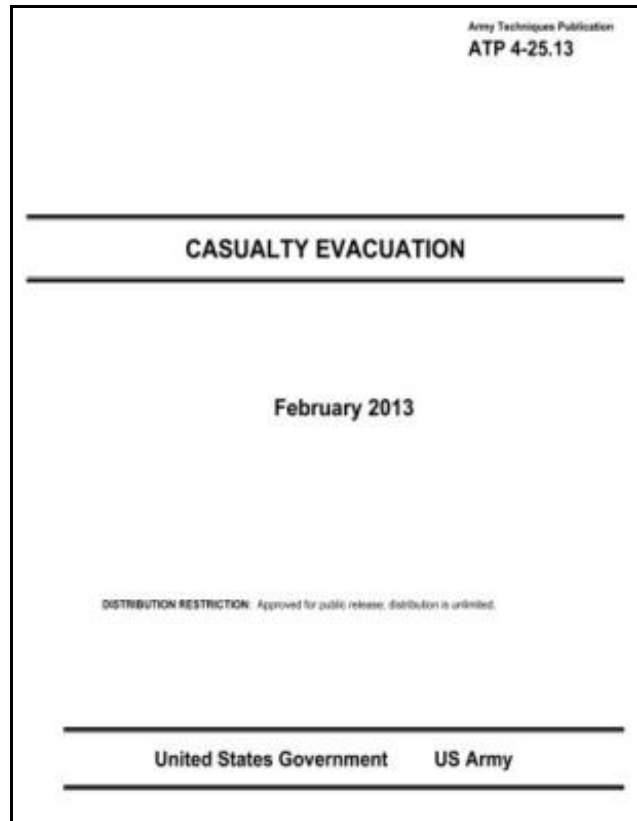 Army Techniques Publication
ATP 4-25.13
CASUALTY EVACUATION
February 2013
DISTRIBUTION RESTRICTION: Approved for public release; distribution is unlimited.
United States Government US Army